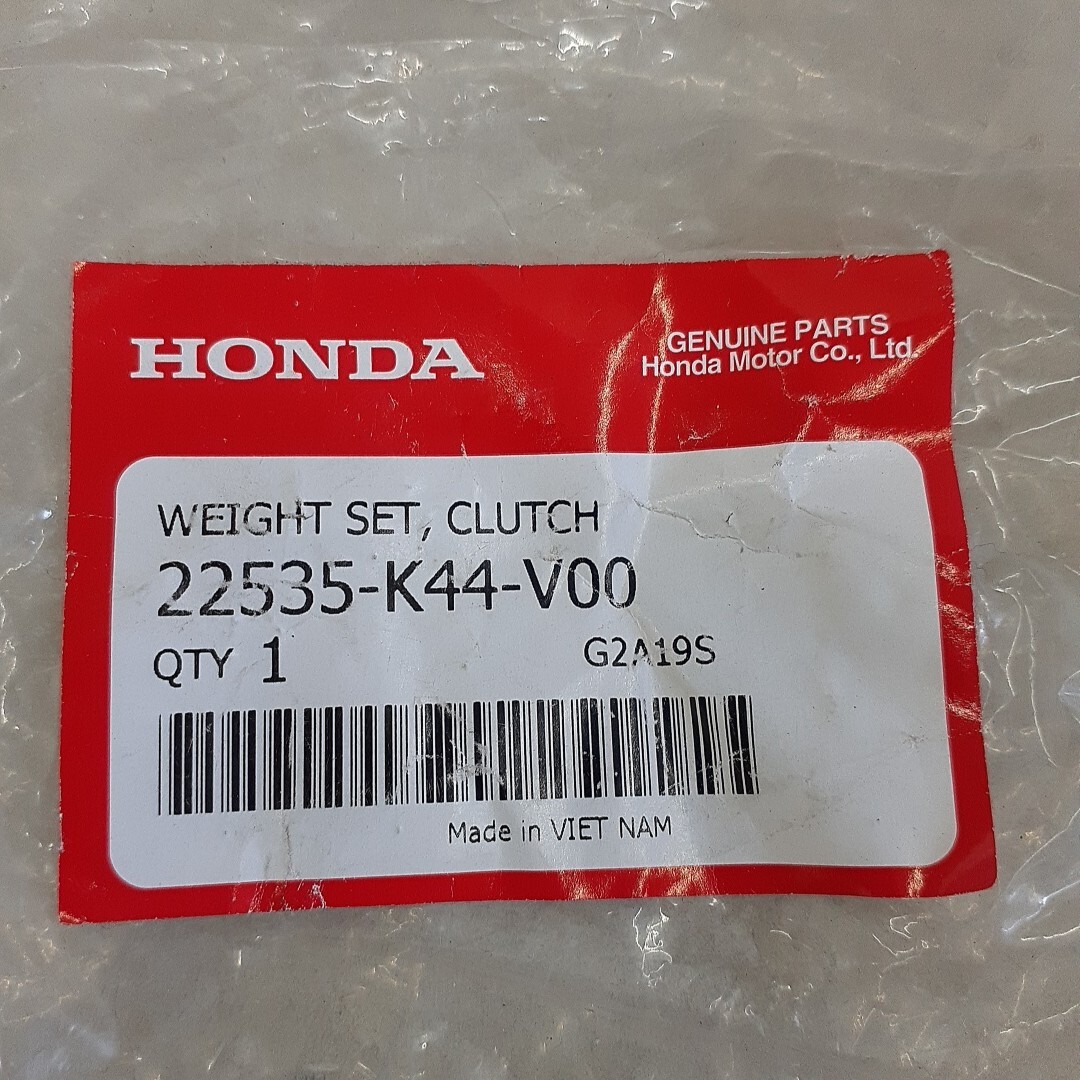 HONDA
GENUINE PARTS
Honda Motor Co., Ltd.
WEIGHT SET, CLUTCH
22535-K44-V00
QTY 1 G2A19S
Made in VIET NAM